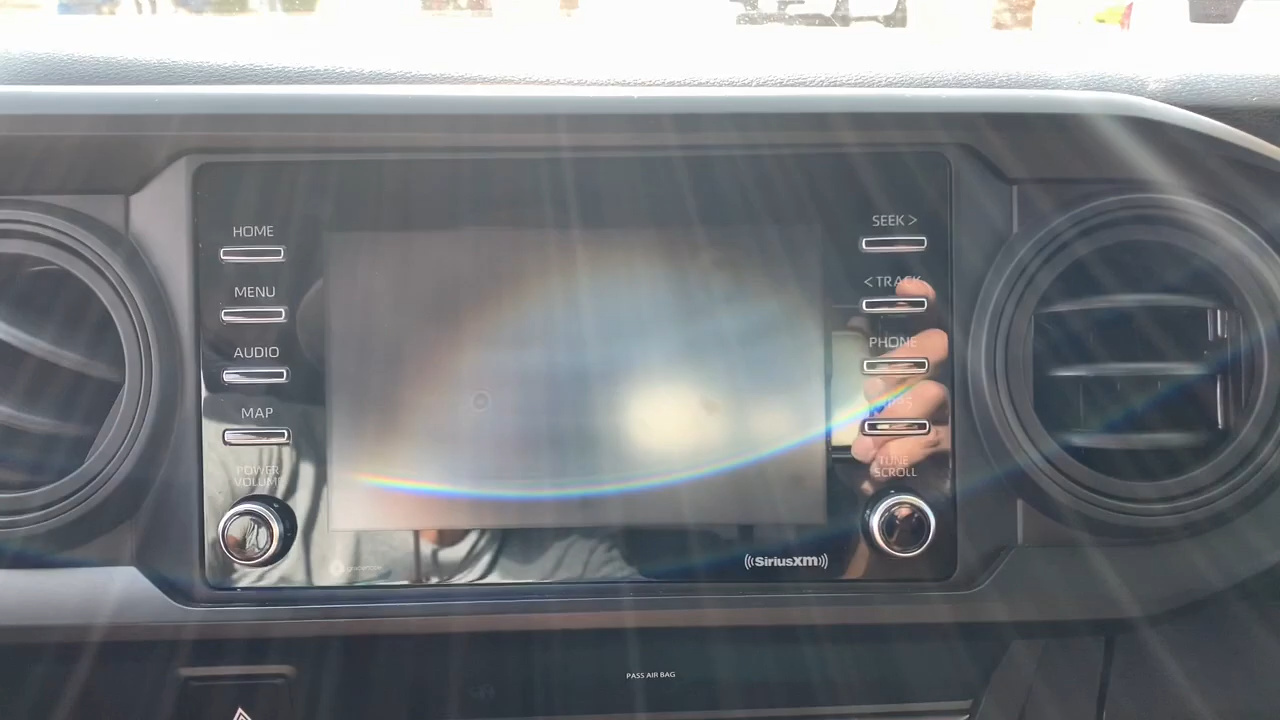 HOME
MENU
AUDIO
MAP
POWER
VOLUME
SEEK >
< TRACK
PHONE
TUNE
SCROLL
((SiriusXM))
PASS AIR BAG